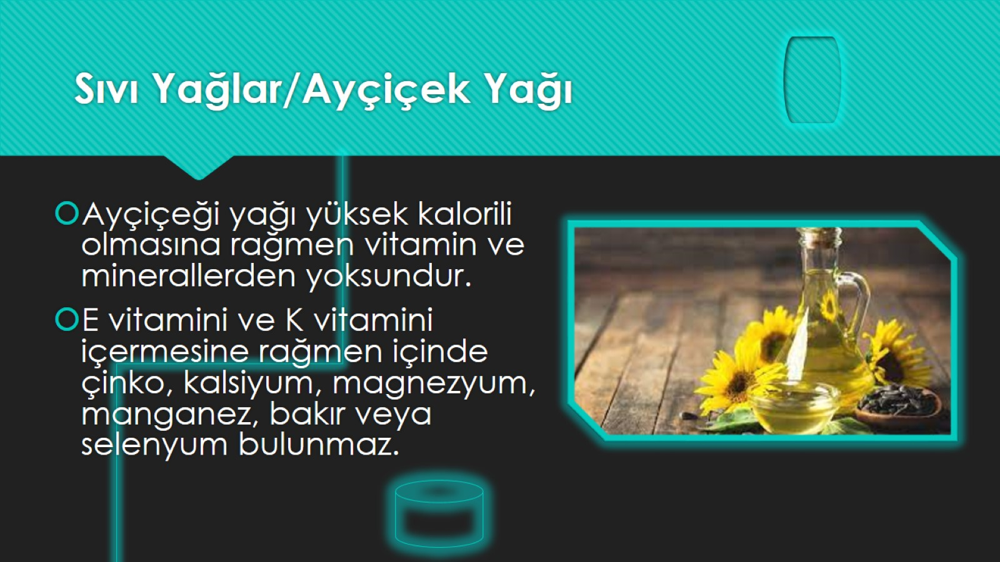 Sıvı Yağlar/Ayçiçek Yağı
Ayçiçeği yağı yüksek kalorili
olmasına rağmen vitamin ve
minerallerden yoksundur.
E vitamini ve K vitamini
içermesine rağmen içinde
çinko, kalsiyum, magnezyum,
manganez, bakır veya
selenyum bulunmaz.